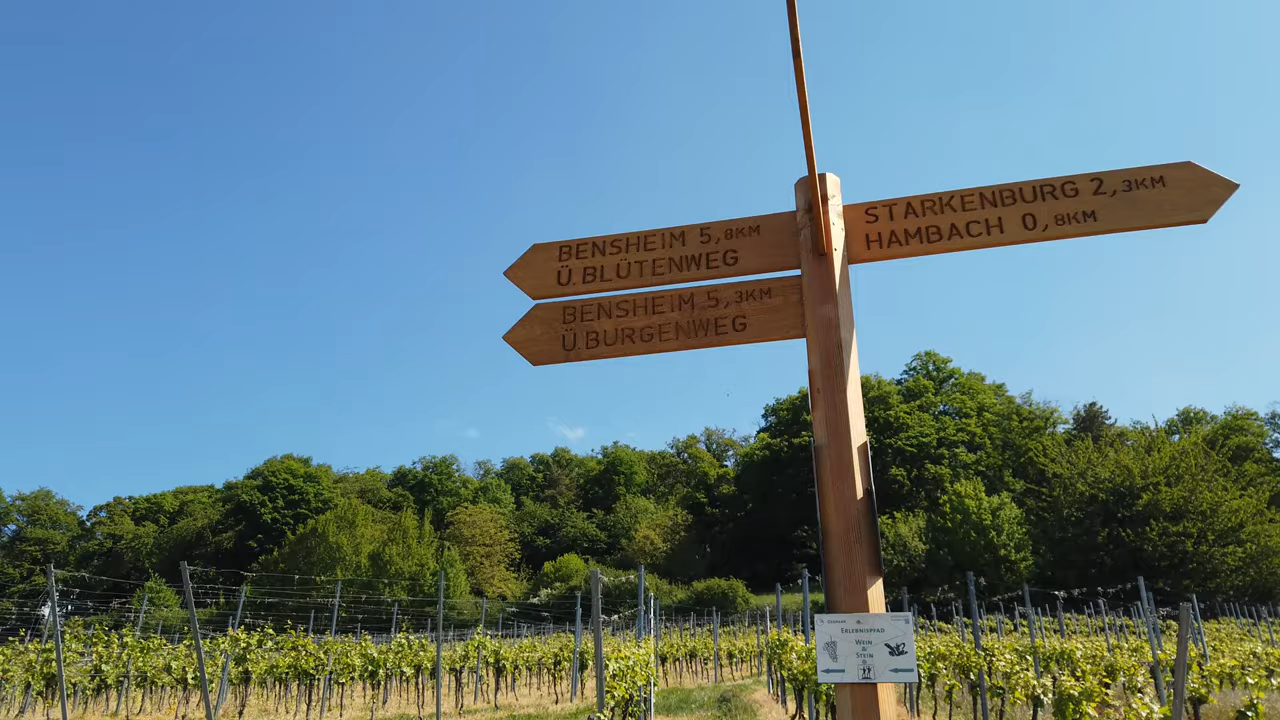 BENSHEIM 5,8KM
Ü.BLÜTENWEG
BENSHEIM 5,3KM
Ü.BURGENWEG
STARKENBURG 2,3KM
HAMBACH 0,8KM
ERLEBNISPFAD
WEIN
&
STEIN